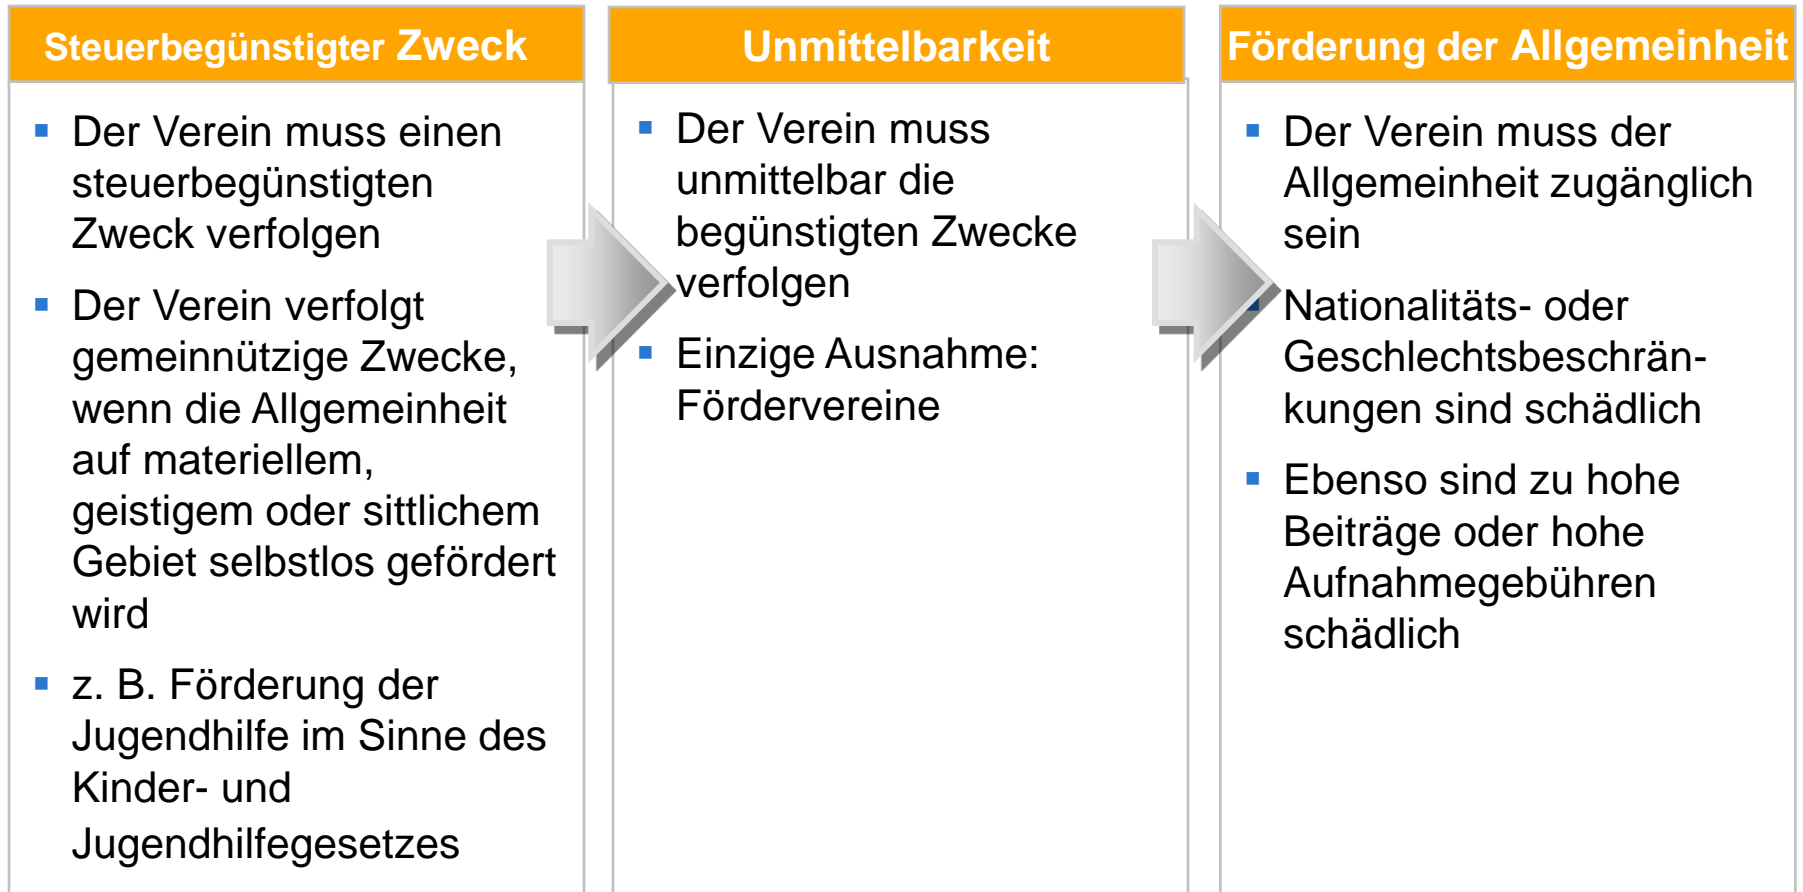 Steuerbegünstigter Zweck
Der Verein muss einen
steuerbegünstigten
Zweck verfolgen
Der Verein verfolgt
gemeinnützige Zwecke,
wenn die Allgemeinheit
auf materiellem,
geistigem oder sittlichem
Gebiet selbstlos gefördert
wird
z. B. Förderung der
Jugendhilfe im Sinne des
Kinder- und
Jugendhilfegesetzes
Unmittelbarkeit
Der Verein muss
unmittelbar die
begünstigten Zwecke
verfolgen
Einzige Ausnahme:
Fördervereine
Förderung der Allgemeinheit
Der Verein muss der
Allgemeinheit zugänglich
sein
Nationalitäts- oder
Geschlechtsbeschrän-
kungen sind schädlich
Ebenso sind zu hohe
Beiträge oder hohe
Aufnahmegebühren
schädlich